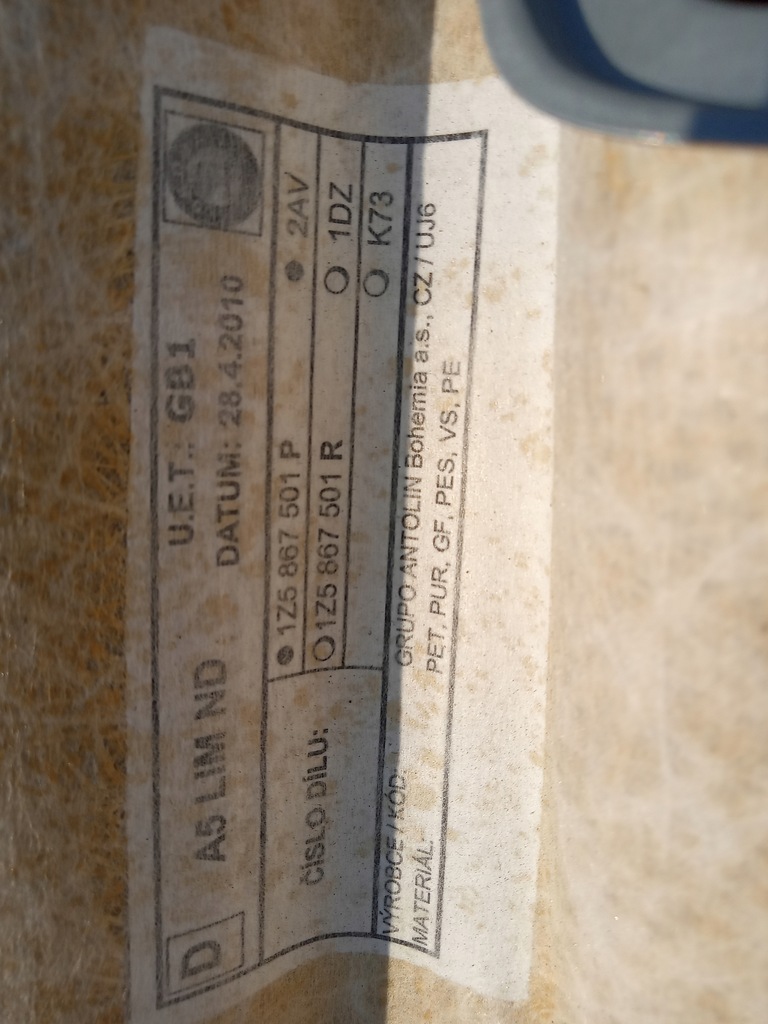 D A5 LIM ND U.E.T.: GB1
DATUM: 28.4.2010
ČÍSLO DÍLU: ● 1Z5 867 501 P ● 2AV
○ 1Z5 867 501 R ○ 1DZ
○ K73
VÝROBCE / KÓD: GRUPO ANTOLIN Bohemia a.s., CZ / UJ6
MATERIÁL: PET, PUR, GF, PES, VS, PE